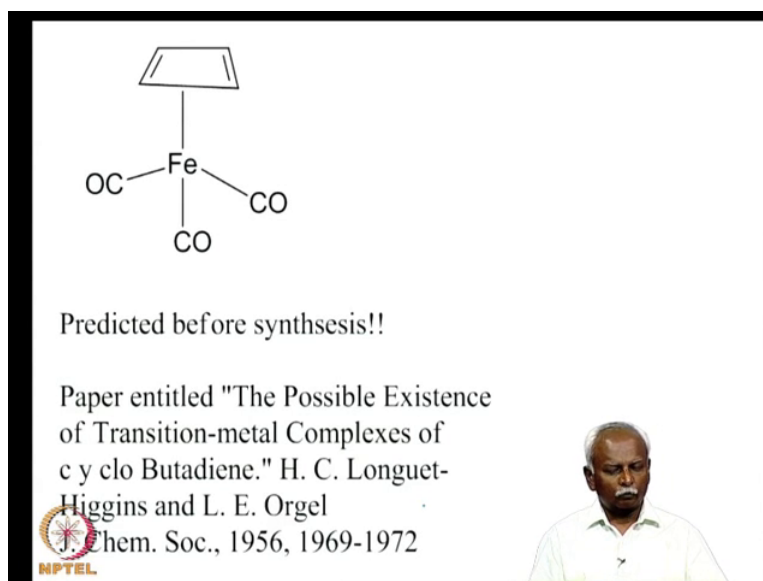 Fe
OC
CO
CO
Predicted before synthsesis!!
Paper entitled "The Possible Existence
of Transition-metal Complexes of
c y clo Butadiene." H. C. Longuet-
Higgins and L. E. Orgel
J. Chem. Soc., 1956, 1969-1972
NPTEL